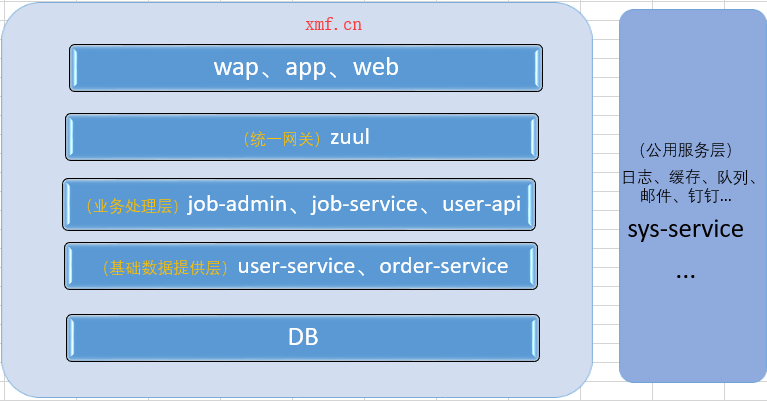 xmf.cn
wap、app、web
（统一网关）zuul
（业务处理层）job-admin、job-service、user-api
（基础数据提供层）user-service、order-service
DB
（公用服务层）
日志、缓存、队列、
邮件、钉钉...
sys-service
...